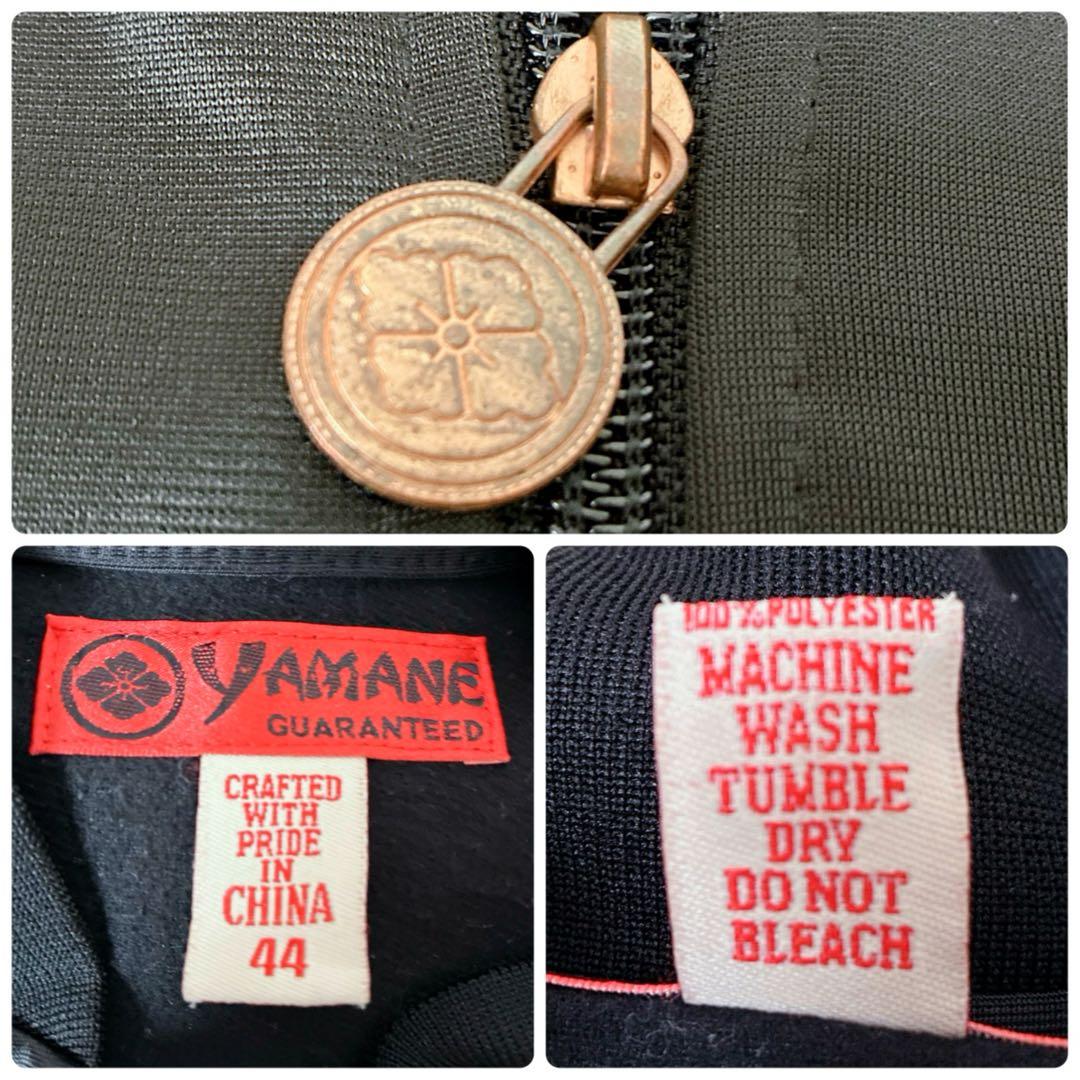 YAMANE
GUARANTEED
CRAFTED
WITH
PRIDE
IN
CHINA
44
100%POLYESTER
MACHINE
WASH
TUMBLE
DRY
DO NOT
BLEACH